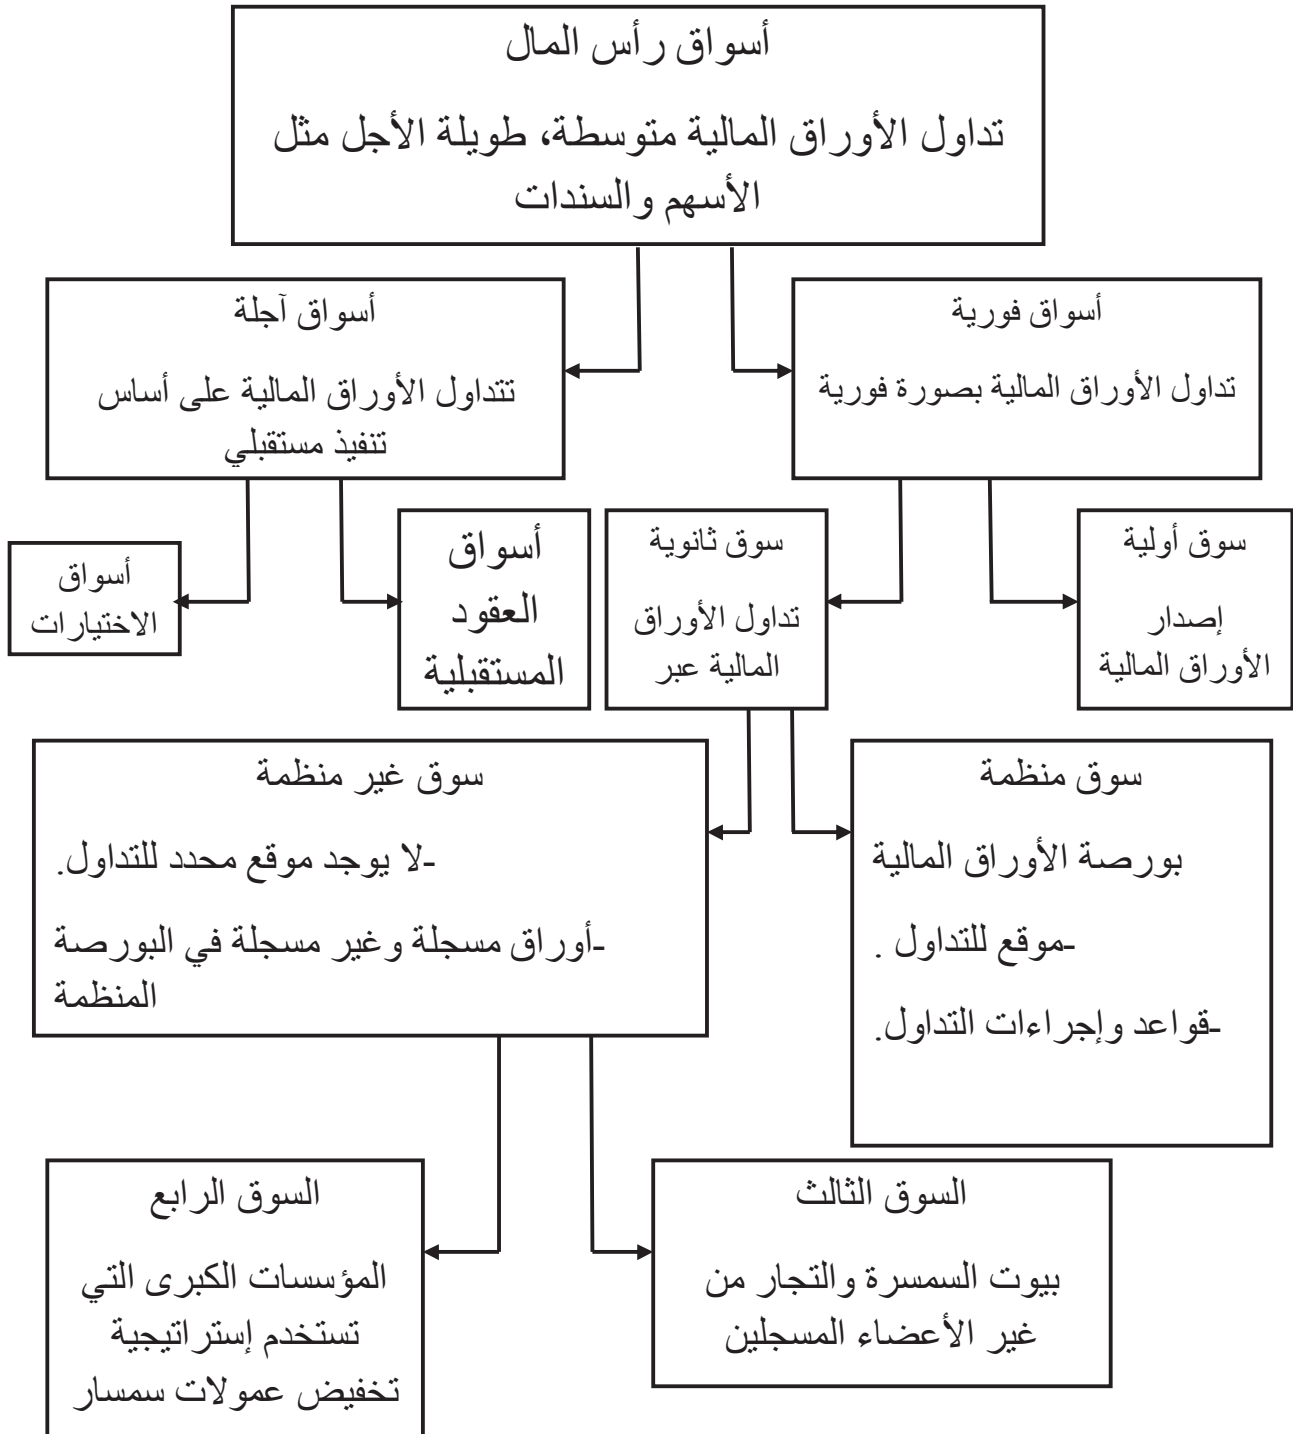 أسواق رأس المال
تداول الأوراق المالية متوسطة، طويلة الأجل مثل
الأسهم والسندات
أسواق فورية
تداول الأوراق المالية بصورة فورية
أسواق آجلة
تتداول الأوراق المالية على أساس
تنفيذ مستقبلي
سوق أولية
إصدار
الأوراق المالية
سوق ثانوية
تداول الأوراق
المالية عبر
أسواق
العقود
المستقبلية
أسواق
الاختيارات
سوق منظمة
بورصة الأوراق المالية
-موقع للتداول .
-قواعد وإجراءات التداول.
سوق غير منظمة
-لا يوجد موقع محدد للتداول.
-أوراق مسجلة وغير مسجلة في البورصة
المنظمة
السوق الثالث
بيوت السمسرة والتجار من
غير الأعضاء المسجلين
السوق الرابع
المؤسسات الكبرى التي
تستخدم إستراتيجية
تخفيض عمولات سمسار